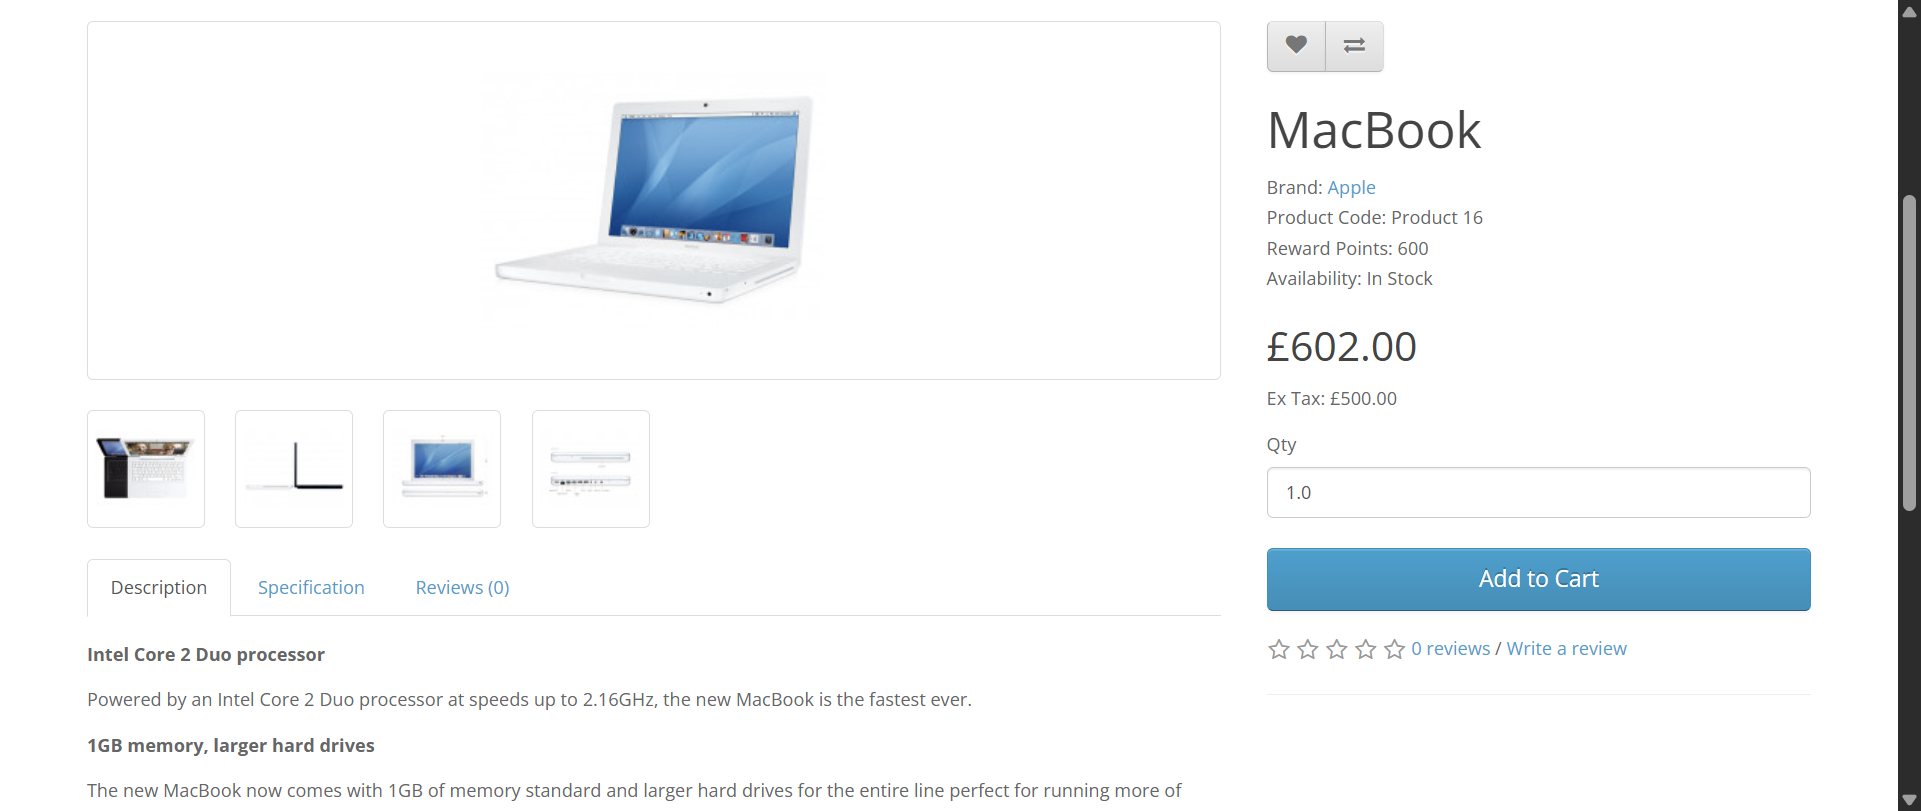 MacBook
Brand: Apple
Product Code: Product 16
Reward Points: 600
Availability: In Stock
£602.00
Ex Tax: £500.00
Qty
1.0
Add to Cart
0 reviews / Write a review
Description Specification Reviews (0)
Intel Core 2 Duo processor
Powered by an Intel Core 2 Duo processor at speeds up to 2.16GHz, the new MacBook is the fastest ever.
1GB memory, larger hard drives
The new MacBook now comes with 1GB of memory standard and larger hard drives for the entire line perfect for running more of